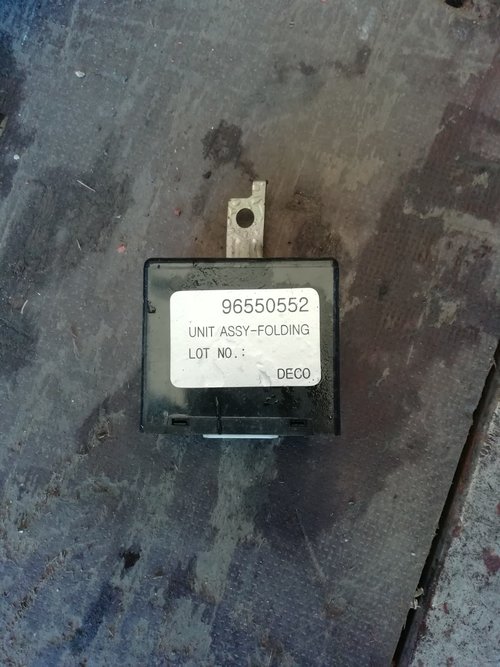 96550552
UNIT ASSY-FOLDING
LOT NO.:
DECO